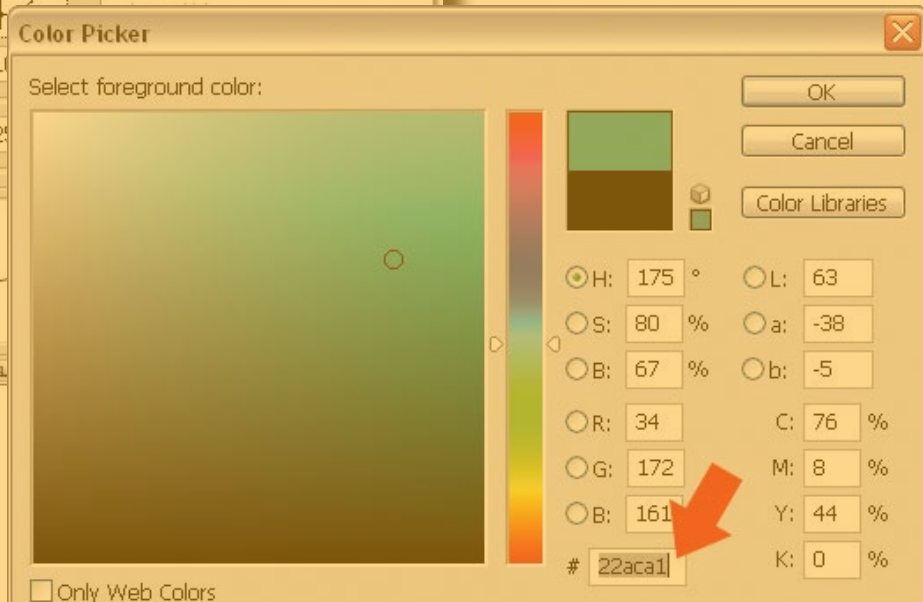 Color Picker
Select foreground color:
OK
Cancel
Color Libraries
H: 175 ° L: 63
S: 80 % a: -38
B: 67 % b: -5
R: 34 C: 76 %
G: 172 M: 8 %
B: 161 Y: 44 %
# 22aca1 K: 0 %
Only Web Colors